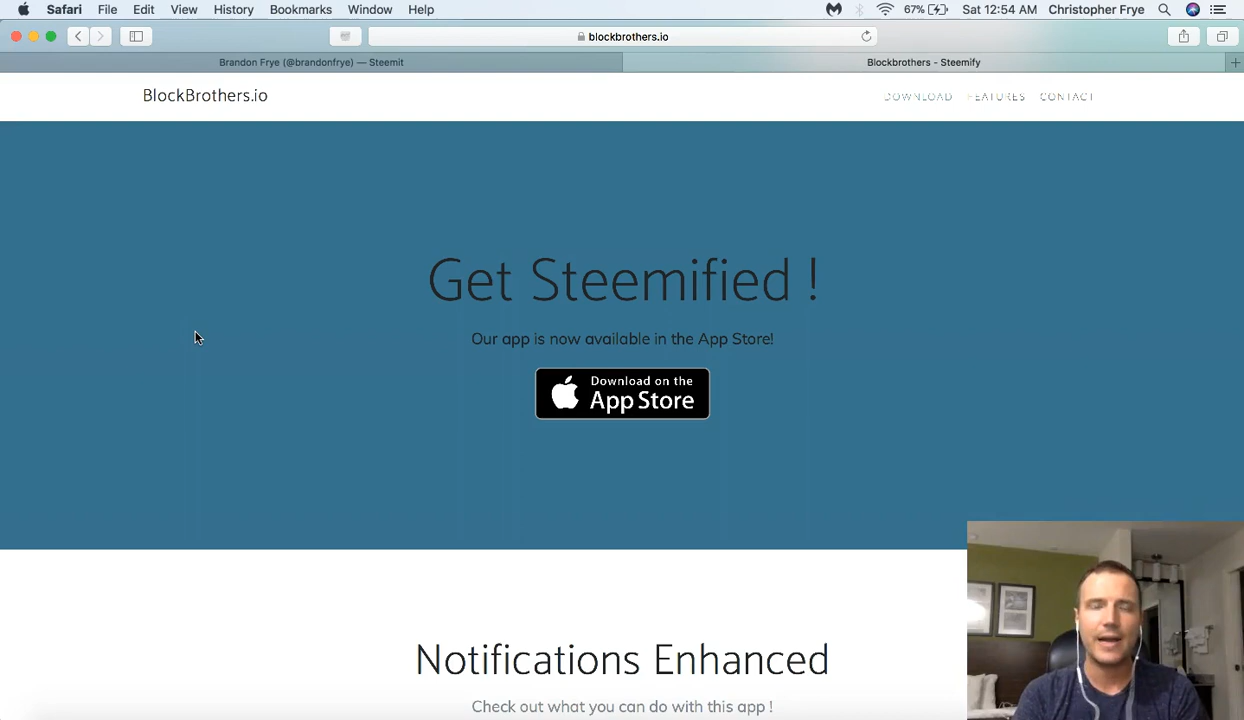 Safari File Edit View History Bookmarks Window Help 67% Sat 12:54 AM Christopher Frye
blockbrothers.io
Brandon Frye (@brandonfrye) — Steemit
Blockbrothers - Steemify
BlockBrothers.io
DOWNLOAD FEATURES CONTACT
Get Steemified !
Our app is now available in the App Store!
Download on the
App Store
Notifications Enhanced
Check out what you can do with this app !